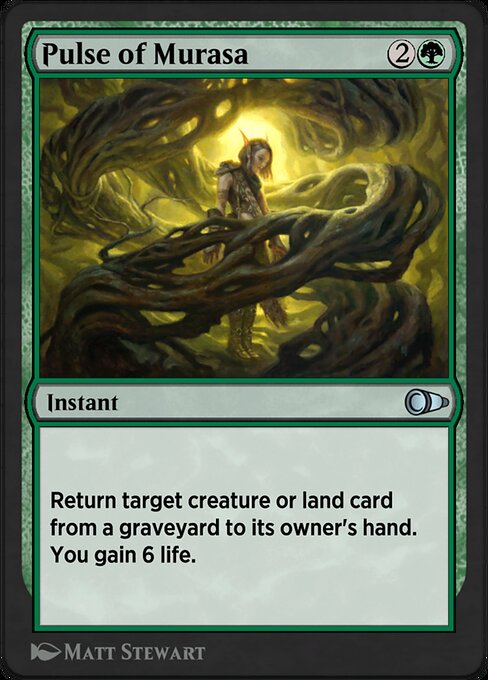 Pulse of Murasa 2
Instant
Return target creature or land card
from a graveyard to its owner's hand.
You gain 6 life.
MATT STEWART